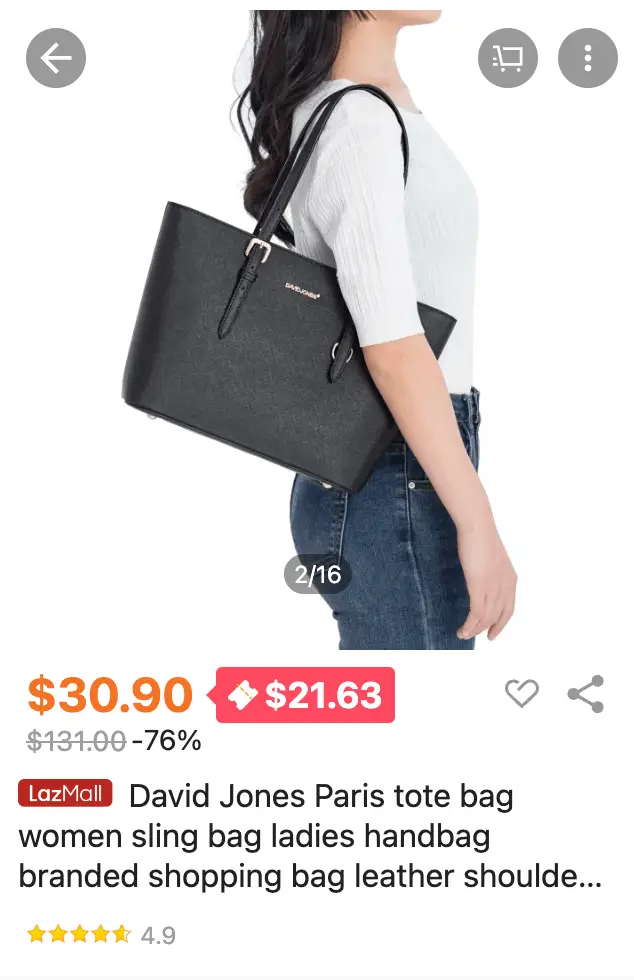 DAVIDJONES
2/16
$30.90 $21.63
$131.00 -76%
LazMall David Jones Paris tote bag
women sling bag ladies handbag
branded shopping bag leather shoulde...
4.9